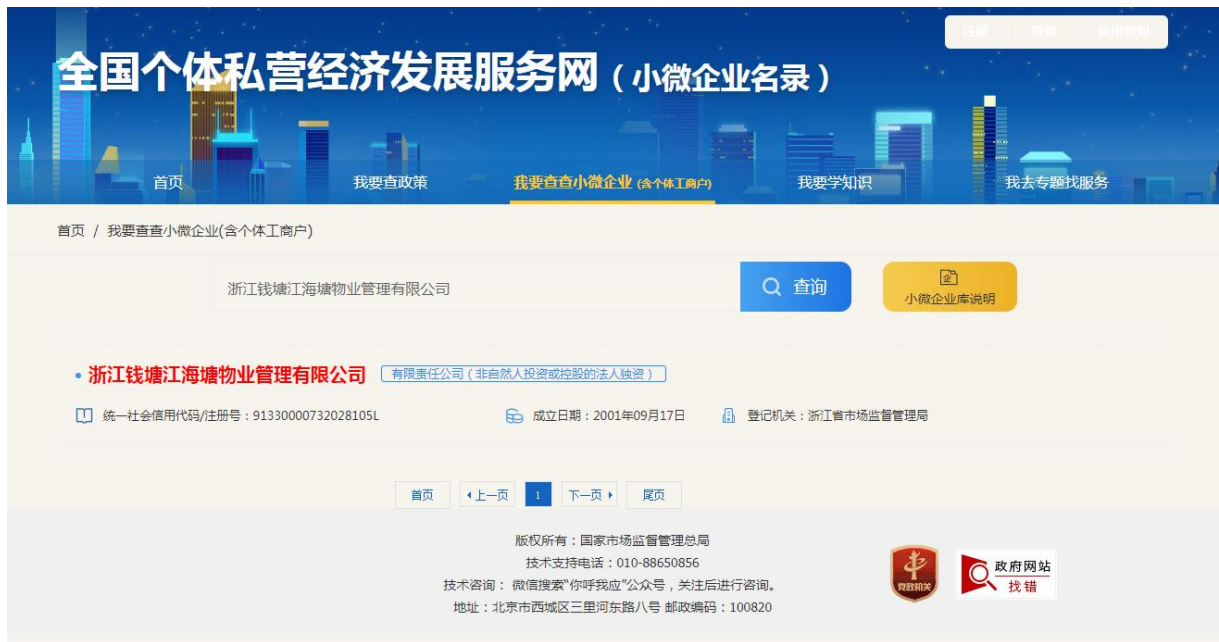 注册 登录 使用帮助
全国个体私营经济发展服务网（小微企业名录）
首页 我要查政策 我要查查小微企业 (含个体工商户) 我要学知识 我去专题找服务
首页 / 我要查查小微企业(含个体工商户)
浙江钱塘江海塘物业管理有限公司 查询 小微企业库说明
• 浙江钱塘江海塘物业管理有限公司 有限责任公司（非自然人投资或控股的法人独资）
统一社会信用代码/注册号：91330000732028105L 成立日期：2001年09月17日 登记机关：浙江省市场监督管理局
首页 上一页 1 下一页 尾页
版权所有：国家市场监督管理总局
技术支持电话：010-88650856
技术咨询： 微信搜索“你呼我应”公众号，关注后进行咨询。
地址：北京市西城区三里河东路八号 邮政编码：100820
党政机关
政府网站
找错